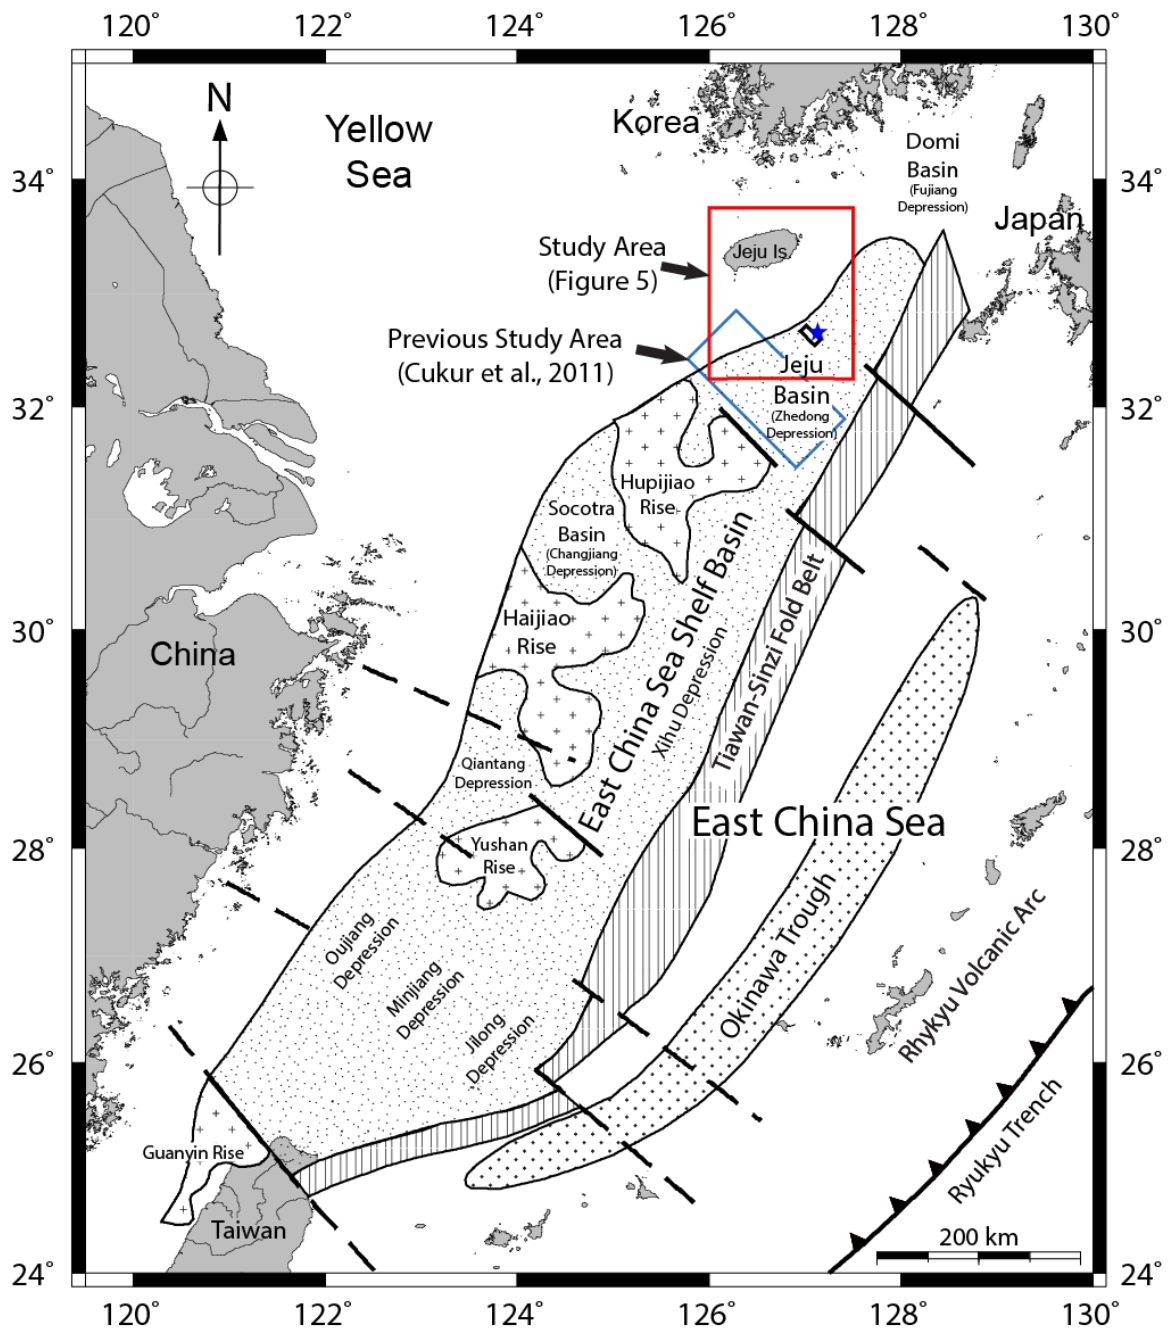 120°
122°
124°
126°
128°
130°
N
Yellow
Sea
Korea
Domi
Basin
(Fujiang
Depression)
34°
34°
Japan
Study Area
(Figure 5)
Jeju Is
Previous Study Area
(Cukur et al., 2011)
Jeju
Basin
(Zhedong
Depression)
32°
32°
Hupijiao
Rise
Socotra
Basin
(Changjiang
Depression)
East China Sea Shelf Basin
Xihu Depression
Tiawan-Sinzi Fold Belt
Haijiao
Rise
30°
30°
China
Qiantang
Depression
East China Sea
Yushan
Rise
28°
28°
Oujiang
Depression
Minjiang
Depression
Jilong
Depression
Okinawa Trough
Rhykyu Volcanic Arc
26°
26°
Ryukyu Trench
Guanyin Rise
Taiwan
200 km
24°
24°
120°
122°
124°
126°
128°
130°